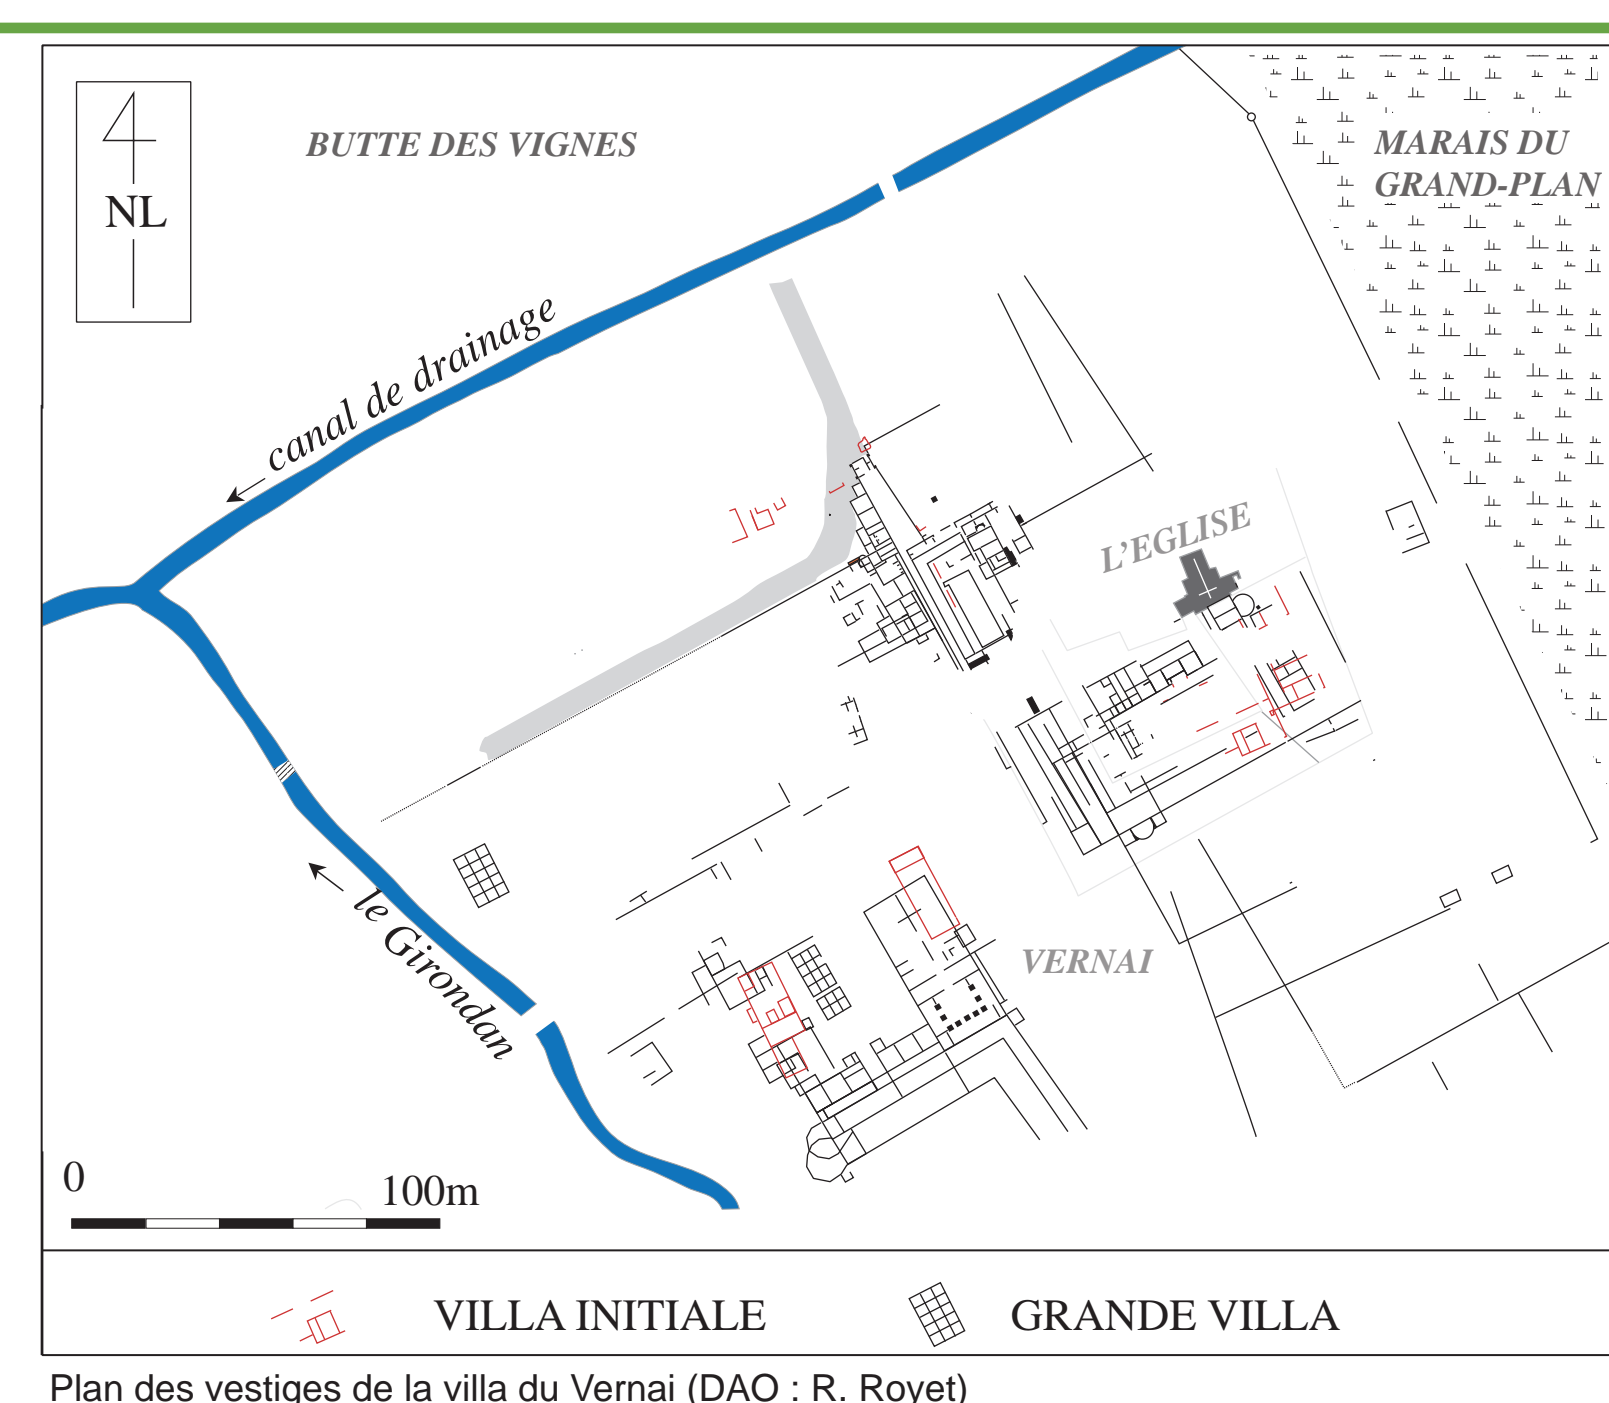 NL
BUTTE DES VIGNES
MARAIS DU
GRAND-PLAN
canal de drainage
L'EGLISE
le Girondan
VERNAI
0
100m
VILLA INITIALE
GRANDE VILLA
Plan des vestiges de la villa du Vernai (DAO : R. Royet)